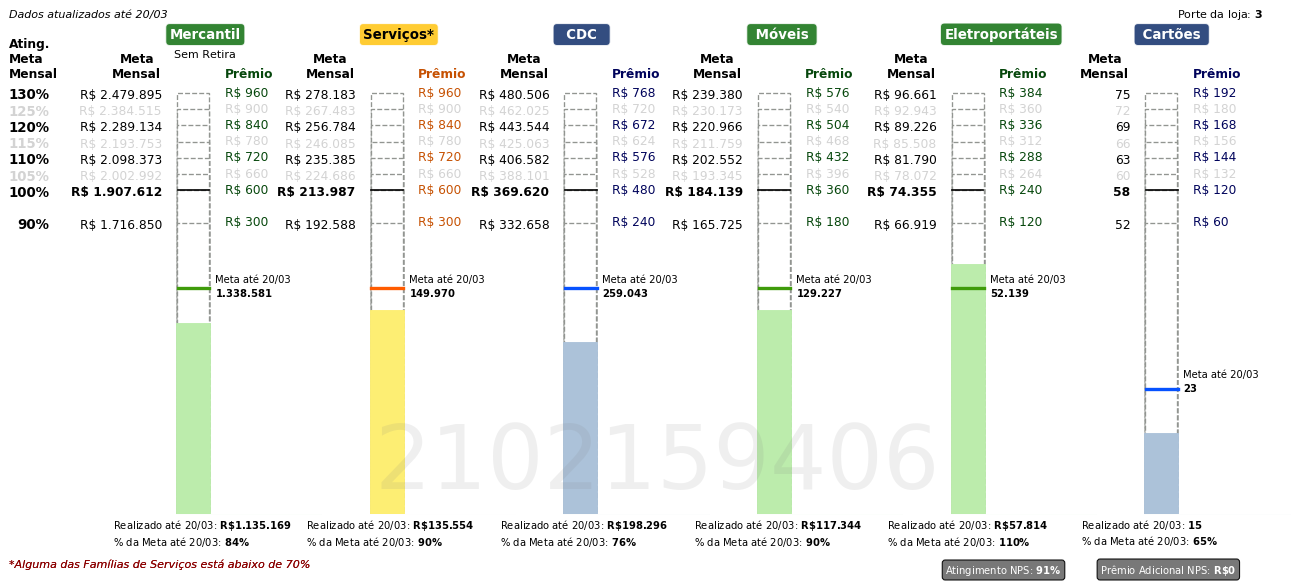 Dados atualizados até 20/03
Porte da loja: 3
Mercantil Serviços* CDC Móveis Eletroportáteis Cartões
Sem Retira
Ating. Meta Mensal
Meta Mensal Prêmio Meta Mensal Prêmio Meta Mensal Prêmio Meta Mensal Prêmio Meta Mensal Prêmio Meta Mensal Prêmio
130% R$ 2.479.895 R$ 960 R$ 278.183 R$ 960 R$ 480.506 R$ 768 R$ 239.380 R$ 576 R$ 96.661 R$ 384 75 R$ 192
125% R$ 2.384.515 R$ 900 R$ 267.483 R$ 900 R$ 462.025 R$ 720 R$ 230.173 R$ 540 R$ 92.943 R$ 360 72 R$ 180
120% R$ 2.289.134 R$ 840 R$ 256.784 R$ 840 R$ 443.544 R$ 672 R$ 220.966 R$ 504 R$ 89.226 R$ 336 69 R$ 168
115% R$ 2.193.753 R$ 780 R$ 246.085 R$ 780 R$ 425.063 R$ 624 R$ 211.759 R$ 468 R$ 85.508 R$ 312 66 R$ 156
110% R$ 2.098.373 R$ 720 R$ 235.385 R$ 720 R$ 406.582 R$ 576 R$ 202.552 R$ 432 R$ 81.790 R$ 288 63 R$ 144
105% R$ 2.002.992 R$ 660 R$ 224.686 R$ 660 R$ 388.101 R$ 528 R$ 193.345 R$ 396 R$ 78.072 R$ 264 60 R$ 132
100% R$ 1.907.612 R$ 600 R$ 213.987 R$ 600 R$ 369.620 R$ 480 R$ 184.139 R$ 360 R$ 74.355 R$ 240 58 R$ 120
90% R$ 1.716.850 R$ 300 R$ 192.588 R$ 300 R$ 332.658 R$ 240 R$ 165.725 R$ 180 R$ 66.919 R$ 120 52 R$ 60
Meta até 20/03 Meta até 20/03 Meta até 20/03 Meta até 20/03 Meta até 20/03
1.338.581 149.970 259.043 129.227 52.139
Meta até 20/03
23
2102159406
Realizado até 20/03: R$1.135.169 Realizado até 20/03: R$135.554 Realizado até 20/03: R$198.296 Realizado até 20/03: R$117.344 Realizado até 20/03: R$57.814 Realizado até 20/03: 15
% da Meta até 20/03: 84% % da Meta até 20/03: 90% % da Meta até 20/03: 76% % da Meta até 20/03: 90% % da Meta até 20/03: 110% % da Meta até 20/03: 65%
*Alguma das Famílias de Serviços está abaixo de 70%
Atingimento NPS: 91% Prêmio Adicional NPS: R$0